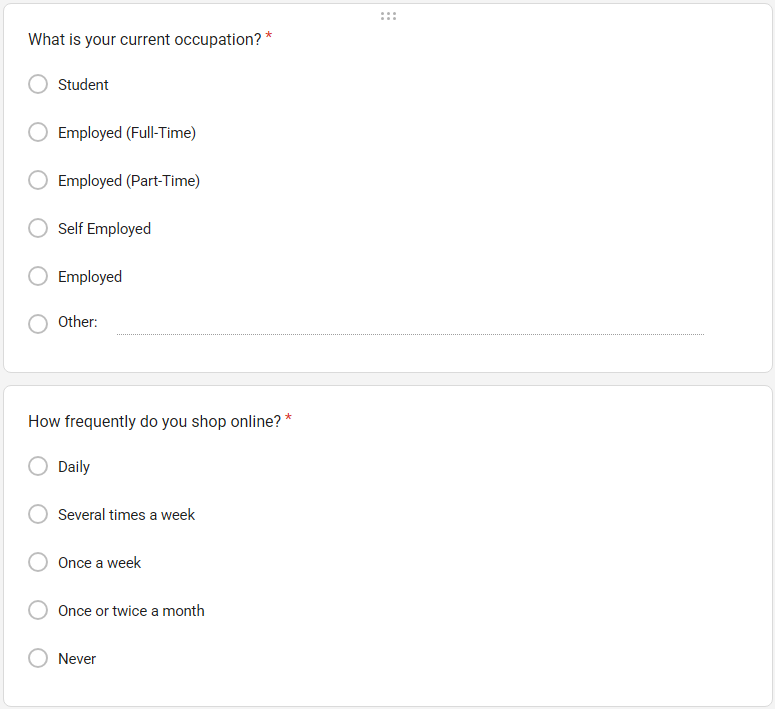 What is your current occupation? *
Student
Employed (Full-Time)
Employed (Part-Time)
Self Employed
Employed
Other:
How frequently do you shop online? *
Daily
Several times a week
Once a week
Once or twice a month
Never